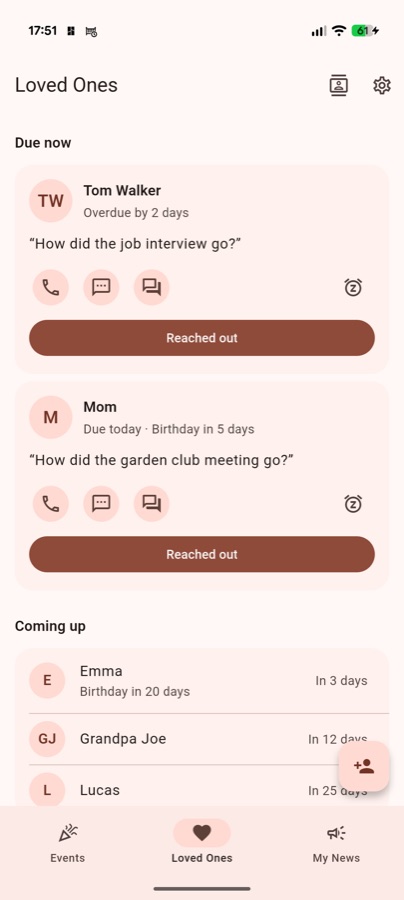 17:51
61
Loved Ones
Due now
TW
Tom Walker
Overdue by 2 days
“How did the job interview go?”
Reached out
M
Mom
Due today · Birthday in 5 days
“How did the garden club meeting go?”
Reached out
Coming up
E
Emma
Birthday in 20 days
In 3 days
GJ
Grandpa Joe
In 12 days
L
Lucas
In 25 days
Events
Loved Ones
My News